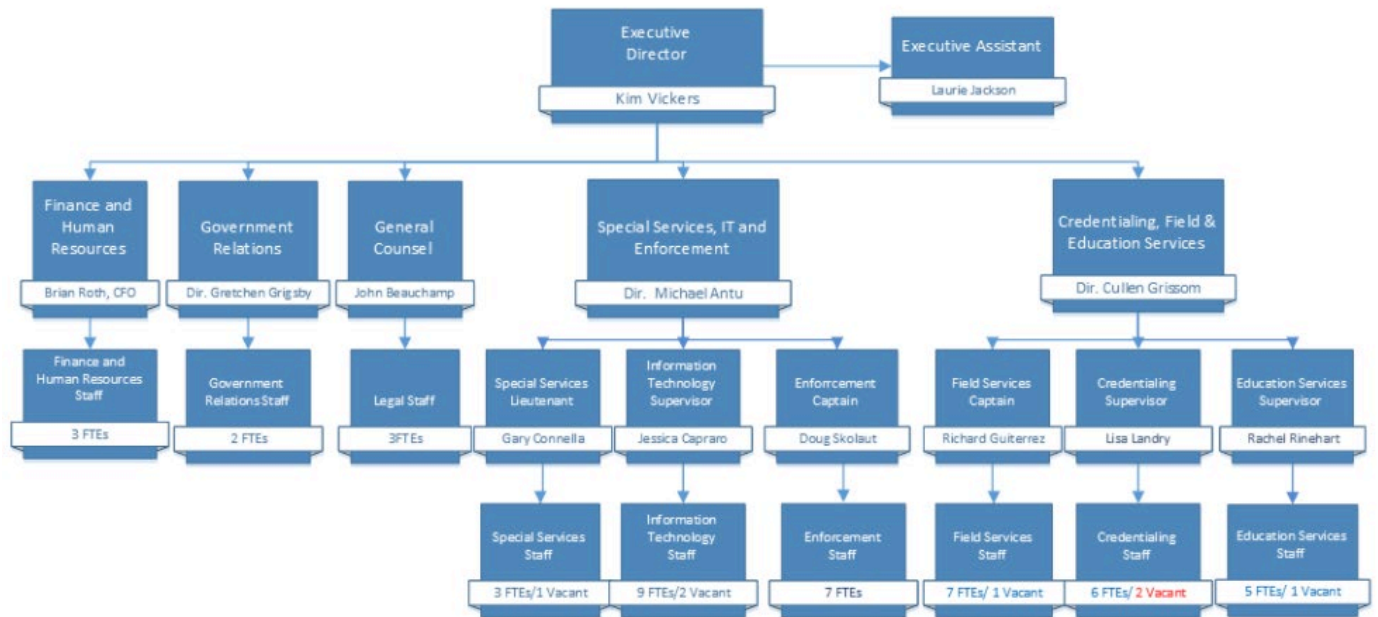 Executive
Director
Kim Vickers
Executive Assistant
Laurie Jackson
Finance and
Human
Resources
Brian Roth, CFO
Government
Relations
Dir. Gretchen Grigsby
General
Counsel
John Beauchamp
Special Services, IT and
Enforcement
Dir. Michael Antu
Credentialing, Field &
Education Services
Dir. Cullen Grissom
Finance and
Human Resources
Staff
3 FTEs
Government
Relations Staff
2 FTEs
Legal Staff
3FTEs
Special Services
Lieutenant
Gary Connella
Information
Technology
Supervisor
Jessica Capraro
Enforrcement
Captain
Doug Skolaut
Field Services
Captain
Richard Guiterrez
Credentialing
Supervisor
Lisa Landry
Education Services
Supervisor
Rachel Rinehart
Special Services
Staff
3 FTEs/1 Vacant
Information
Technology
Staff
9 FTEs/2 Vacant
Enforcement
Staff
7 FTEs
Field Services
Staff
7 FTEs/ 1 Vacant
Credentialing
Staff
6 FTEs/ 2 Vacant
Education Services
Staff
5 FTEs/ 1 Vacant